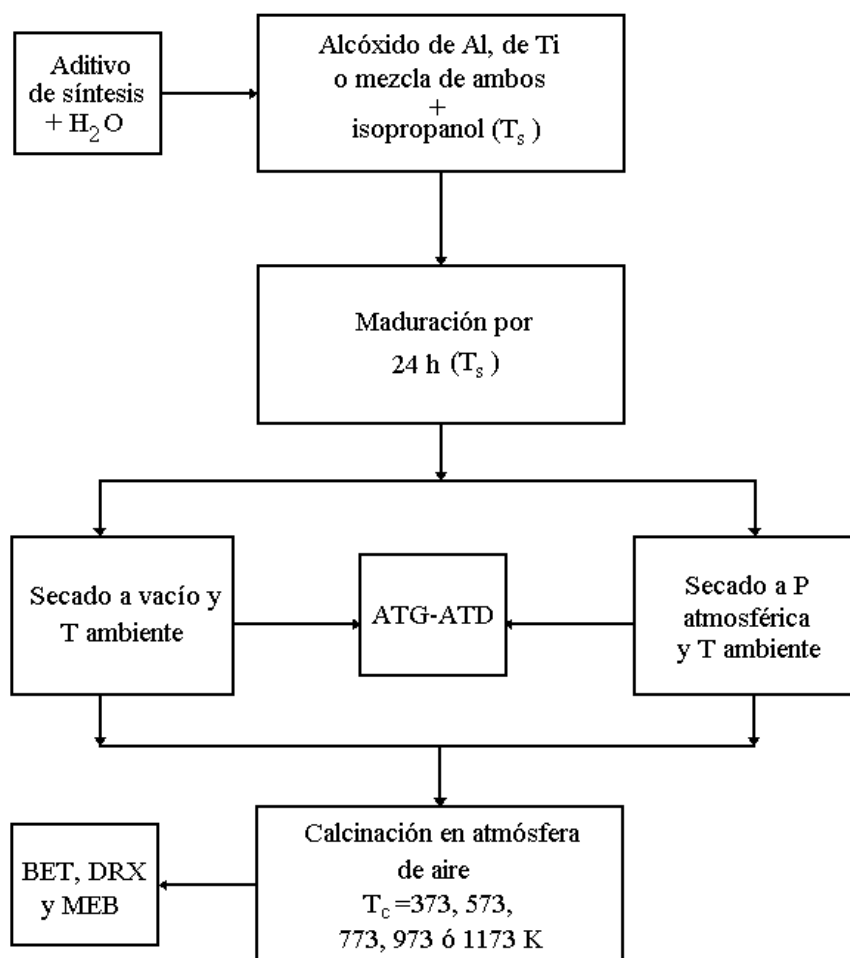 Aditivo
de síntesis
+ H₂O
Alcóxido de Al, de Ti
o mezcla de ambos
+
isopropanol (Tₛ )
Maduración por
24 h (Tₛ )
Secado a vacío y
T ambiente
ATG-ATD
Secado a P
atmosférica
y T ambiente
BET, DRX
y MEB
Calcinación en atmósfera
de aire
T_c =373, 573,
773, 973 ó 1173 K